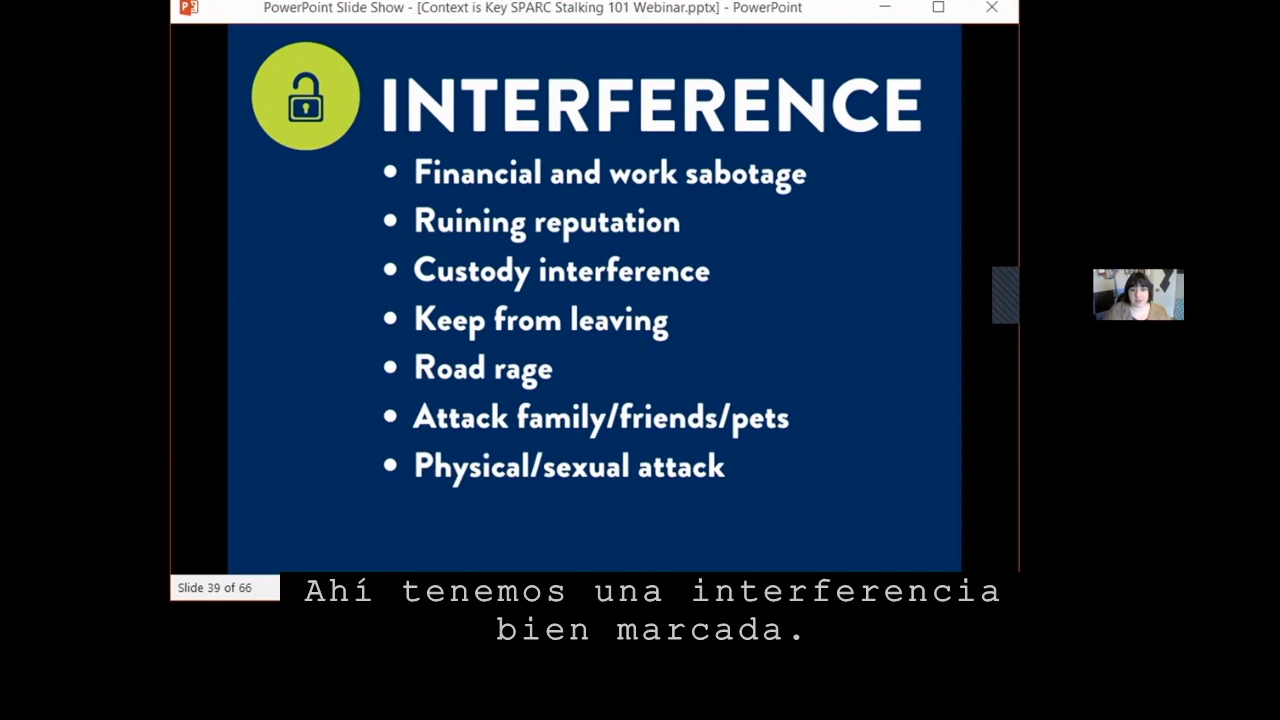 PowerPoint Slide Show - [Context is Key SPARC Stalking 101 Webinar.pptx] - PowerPoint
INTERFERENCE
• Financial and work sabotage
• Ruining reputation
• Custody interference
• Keep from leaving
• Road rage
• Attack family/friends/pets
• Physical/sexual attack
Slide 39 of 66
Ahí tenemos una interferencia
bien marcada.